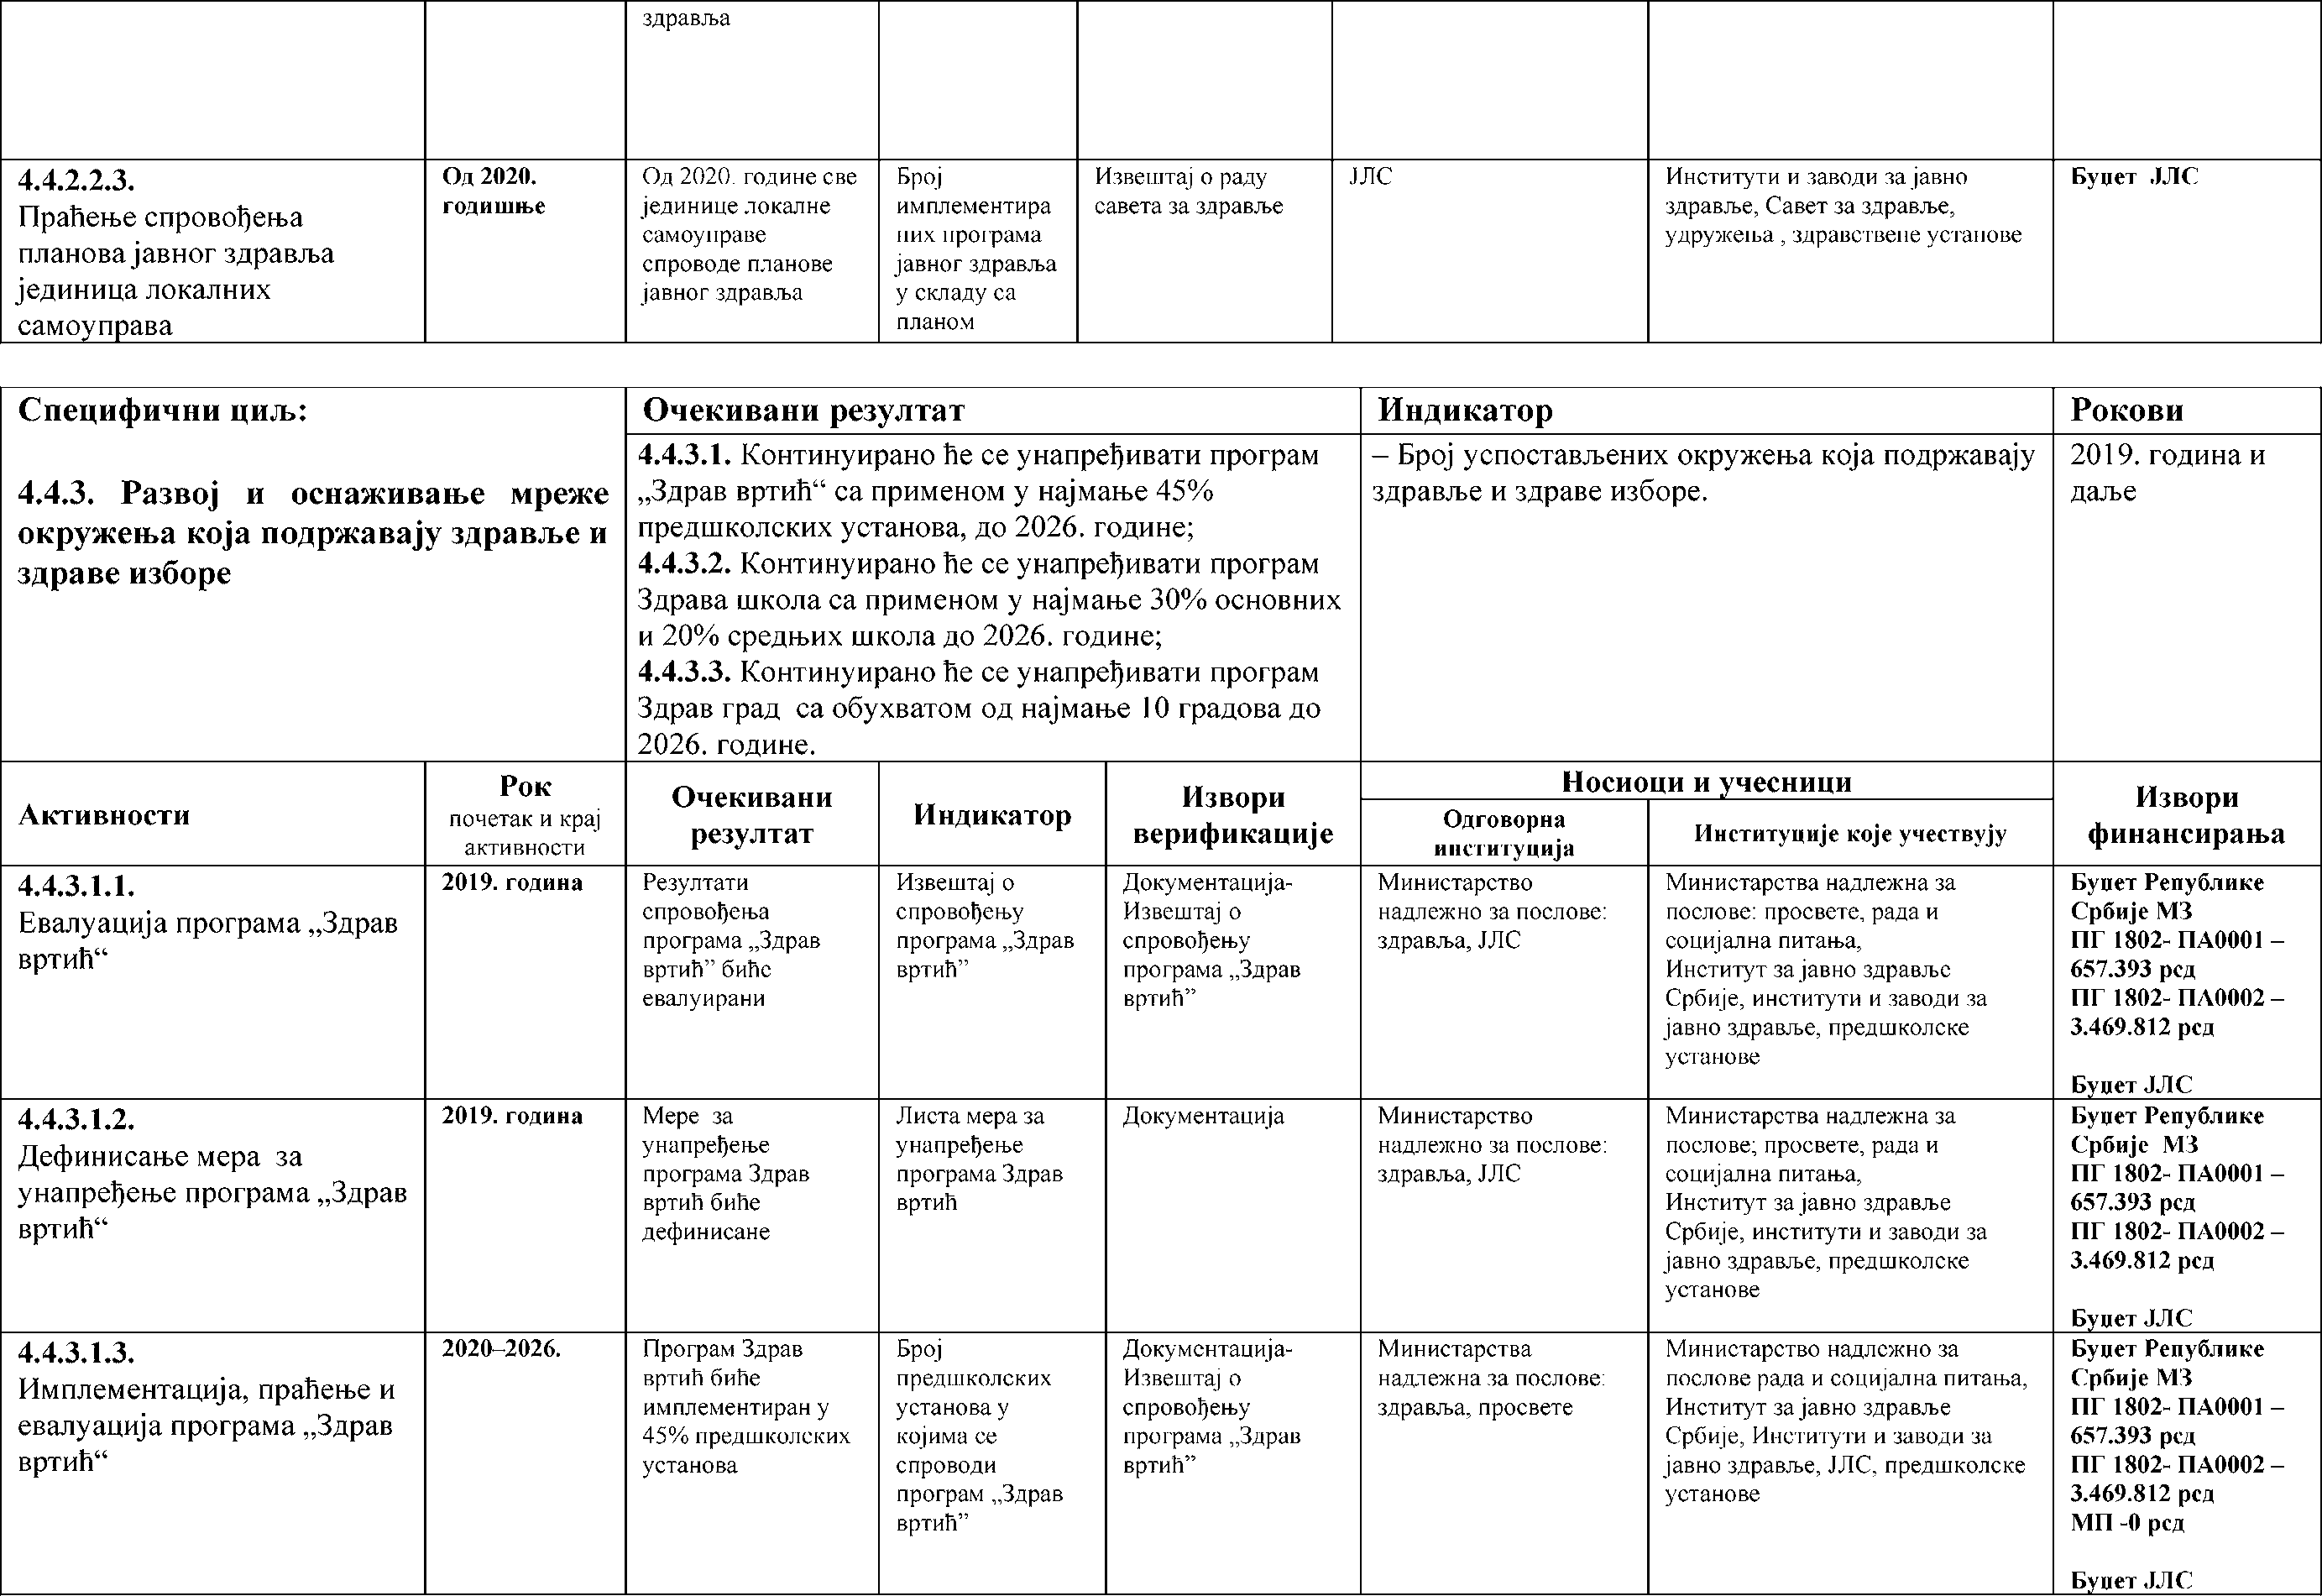 здравља
4.4.2.2.3.
Праћење спровођења
планова јавног здравља
јединица локалних
самоуправа
Од 2020.
годишње
Од 2020. године све
јединице локалне
самоуправе
спроводе планове
јавног здравља
Број
имплементира
них програма
јавног здравља
у складу са
планом
Извештај о раду
савета за здравље
ЈЛС
Институти и заводи за јавно
здравље, Савет за здравље,
удружења , здравствене установе
Буџет ЈЛС
Специфични циљ:
4.4.3. Развој и оснаживање мреже
окружења која подржавају здравље и
здраве изборе
Очекивани резултат
4.4.3.1. Континуирано ће се унапређивати програм
„Здрав вртић“ са применом у најмање 45%
предшколских установа, до 2026. године;
4.4.3.2. Континуирано ће се унапређивати програм
Здрава школа са применом у најмање 30% основних
и 20% средњих школа до 2026. године;
4.4.3.3. Континуирано ће се унапређивати програм
Здрав град са обухватом од најмање 10 градова до
2026. године.
Индикатор
– Број успостављених окружења која подржавају
здравље и здраве изборе.
Рокови
2019. година и
даље
Активности
Рок
почетак и крај
активности
Очекивани
резултат
Индикатор
Извори
верификације
Носиоци и учесници
Одговорна
институција
Институције које учествују
Извори
финансирања
4.4.3.1.1.
Евалуација програма „Здрав
вртић“
2019. година
Резултати
спровођења
програма „Здрав
вртић” биће
евалуирани
Извештај о
спровођењу
програма „Здрав
вртић”
Документација-
Извештај о
спровођењу
програма „Здрав
вртић”
Министарство
надлежно за послове:
здравља, ЈЛС
Министарства надлежна за
послове: просвете, рада и
социјална питања,
Институт за јавно здравље
Србије, институти и заводи за
јавно здравље, предшколске
установе
Буџет Републике
Србије МЗ
ПГ 1802- ПА0001 –
657.393 рсд
ПГ 1802- ПА0002 –
3.469.812 рсд
Буџет ЈЛС
4.4.3.1.2.
Дефинисање мера за
унапређење програма „Здрав
вртић“
2019. година
Мере за
унапређење
програма Здрав
вртић биће
дефинисане
Листа мера за
унапређење
програма Здрав
вртић
Документација
Министарство
надлежно за послове:
здравља, ЈЛС
Министарства надлежна за
послове; просвете, рада и
социјална питања,
Институт за јавно здравље
Србије, институти и заводи за
јавно здравље, предшколске
установе
Буџет Републике
Србије МЗ
ПГ 1802- ПА0001 –
657.393 рсд
ПГ 1802- ПА0002 –
3.469.812 рсд
Буџет ЈЛС
4.4.3.1.3.
Имплементација, праћење и
евалуација програма „Здрав
вртић“
2020–2026.
Програм Здрав
вртић биће
имплементиран у
45% предшколских
установа
Број
предшколских
установа у
којима се
спроводи
програм „Здрав
вртић”
Документација-
Извештај о
спровођењу
програма „Здрав
вртић”
Министарства
надлежна за послове:
здравља, просвете
Министарство надлежно за
послове рада и социјална питања,
Институт за јавно здравље
Србије, Институти и заводи за
јавно здравље, ЈЛС, предшколске
установе
Буџет Републике
Србије МЗ
ПГ 1802- ПА0001 –
657.393 рсд
ПГ 1802- ПА0002 –
3.469.812 рсд
МП -0 рсд
Буџет ЈЛС